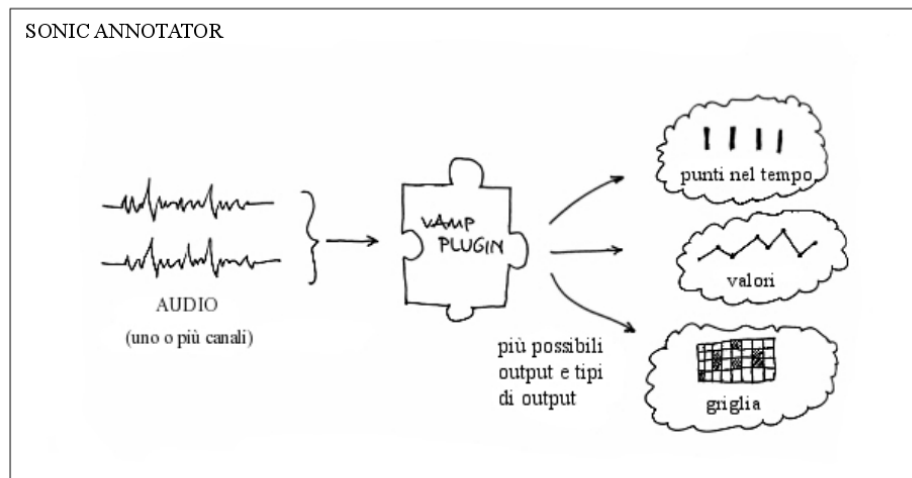 SONIC ANNOTATOR
AUDIO
(uno o più canali)
VAMP
PLUGIN
più possibili
output e tipi
di output
punti nel tempo
valori
griglia